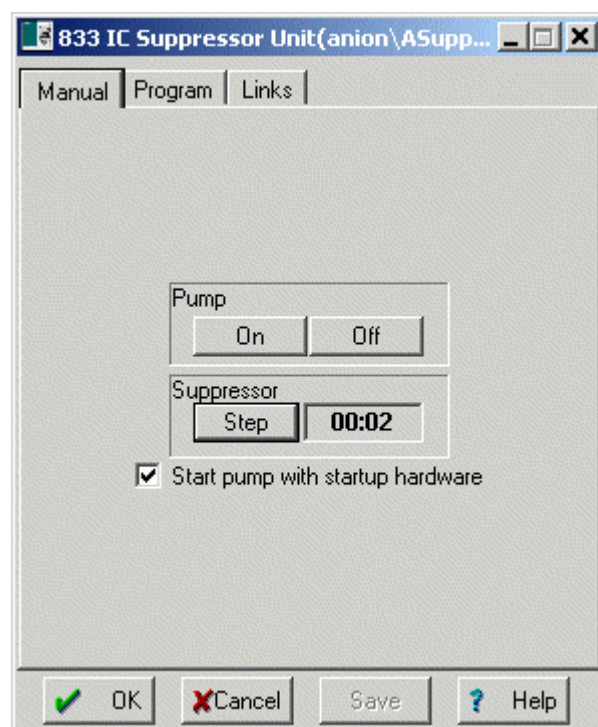 833 IC Suppressor Unit(anion\ASupp...
Manual Program Links
Pump
On Off
Suppressor
Step 00:02
Start pump with startup hardware
OK Cancel Save ? Help